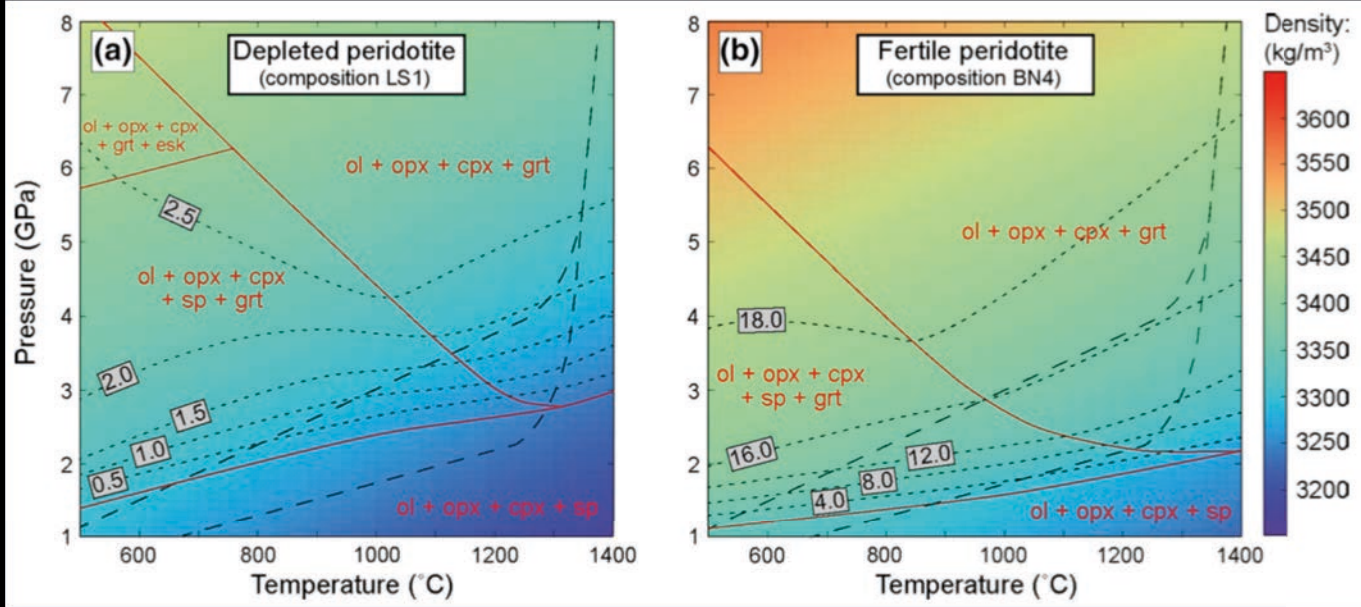 (a)
Depleted peridotite
(composition LS1)
ol + opx + cpx
+ grt + esk
ol + opx + cpx + grt
2.5
ol + opx + cpx
+ sp + grt
2.0
1.5
1.0
0.5
ol + opx + cpx + sp
Pressure (GPa)
8
7
6
5
4
3
2
1
600
800
1000
1200
1400
Temperature (˚C)
(b)
Fertile peridotite
(composition BN4)
ol + opx + cpx + grt
18.0
ol + opx + cpx
+ sp + grt
16.0
12.0
8.0
4.0
ol + opx + cpx + sp
8
7
6
5
4
3
2
1
600
800
1000
1200
1400
Temperature (˚C)
Density:
(kg/m³)
3600
3550
3500
3450
3400
3350
3300
3250
3200